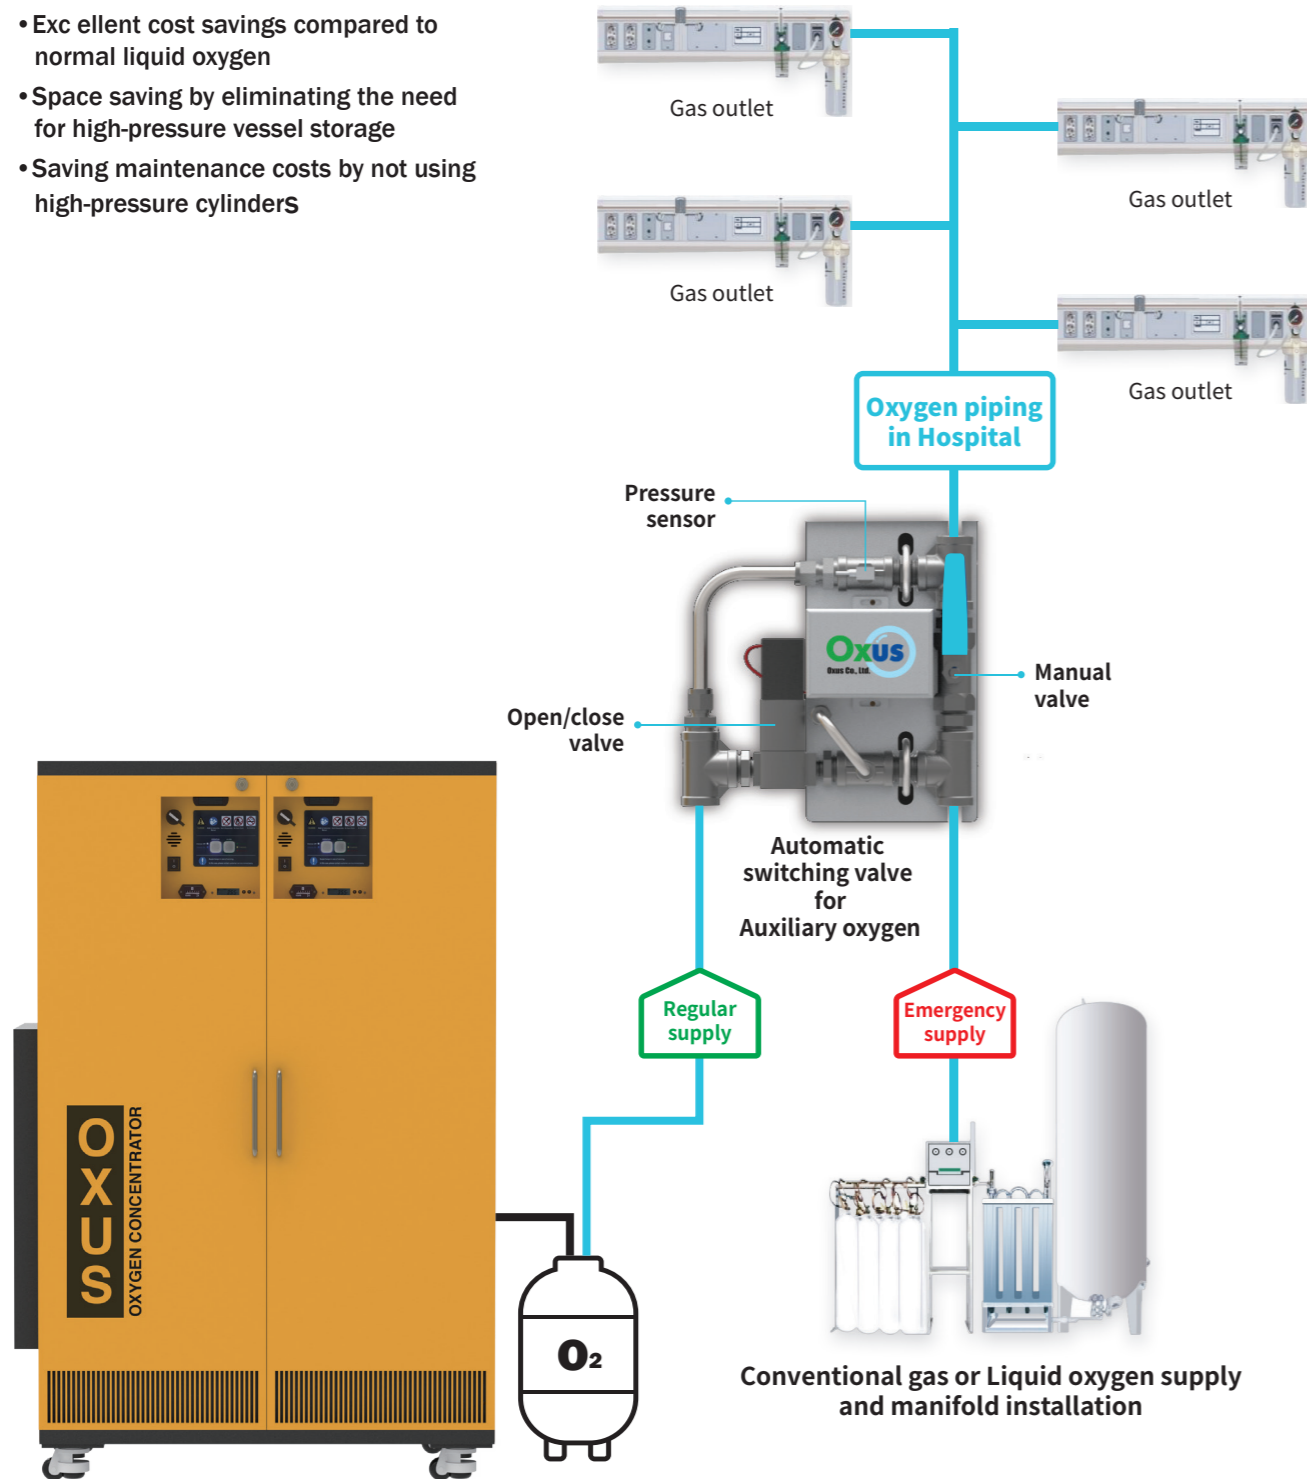 • Exc ellent cost savings compared to
normal liquid oxygen
• Space saving by eliminating the need
for high-pressure vessel storage
• Saving maintenance costs by not using
high-pressure cylinders
Gas outlet
Gas outlet
Gas outlet
Gas outlet
Oxygen piping
in Hospital
Pressure
sensor
Oxus
Oxus Co., Ltd.
Manual
valve
Open/close
valve
Automatic
switching valve
for
Auxiliary oxygen
Regular
supply
Emergency
supply
OXUS
OXYGEN CONCENTRATOR
O2
Conventional gas or Liquid oxygen supply
and manifold installation